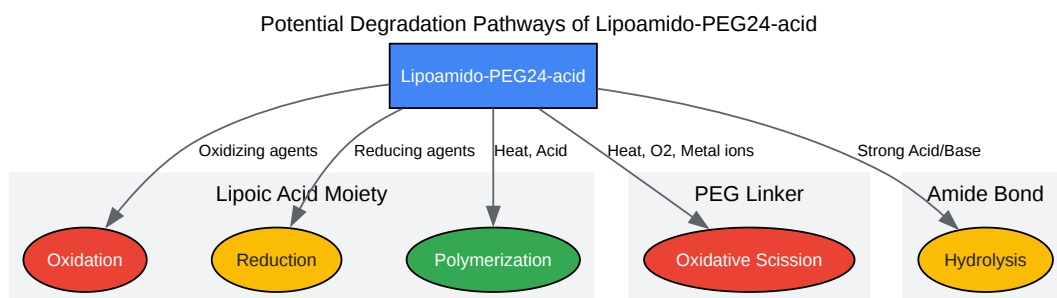 Potential Degradation Pathways of Lipoamido-PEG24-acid
Lipoamido-PEG24-acid
Oxidizing agents
Reducing agents
Heat, Acid
Heat, O2, Metal ions
Strong Acid/Base
Lipoic Acid Moiety
PEG Linker
Amide Bond
Oxidation
Reduction
Polymerization
Oxidative Scission
Hydrolysis